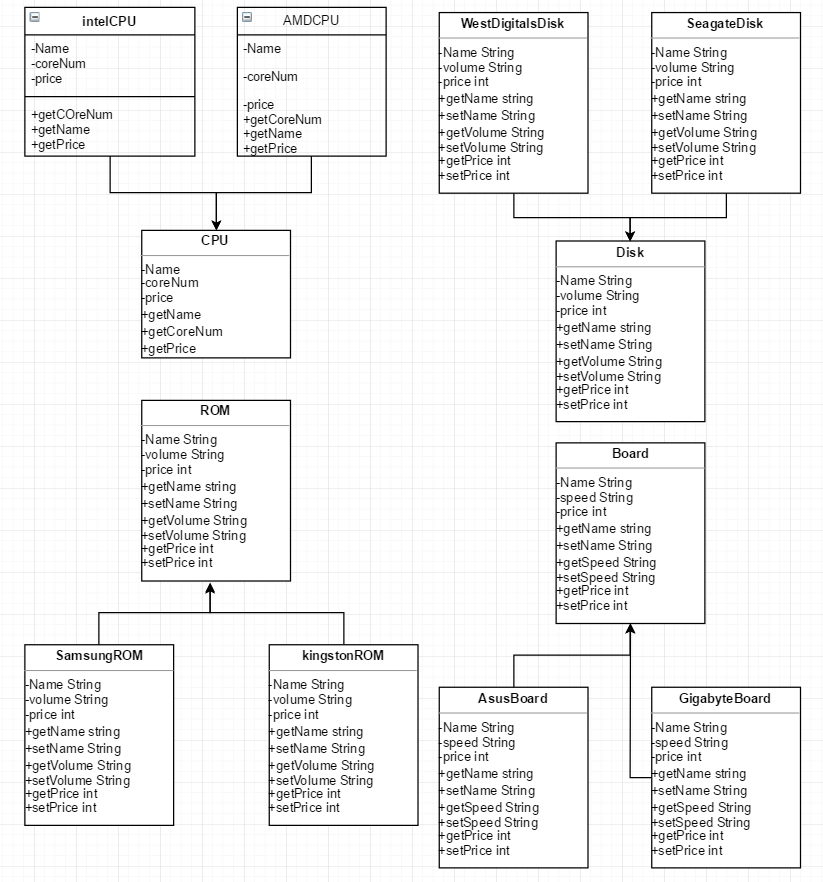 intelCPU
-Name
-coreNum
-price
+getCOreNum
+getName
+getPrice
AMDCPU
-Name
-coreNum
-price
+getCoreNum
+getName
+getPrice
WestDigitalsDisk
-Name String
-volume String
-price int
+getName string
+setName String
+getVolume String
+setVolume String
+getPrice int
+setPrice int
SeagateDisk
-Name String
-volume String
-price int
+getName string
+setName String
+getVolume String
+setVolume String
+getPrice int
+setPrice int
CPU
-Name
-coreNum
-price
+getName
+getCoreNum
+getPrice
Disk
-Name String
-volume String
-price int
+getName string
+setName String
+getVolume String
+setVolume String
+getPrice int
+setPrice int
ROM
-Name String
-volume String
-price int
+getName string
+setName String
+getVolume String
+setVolume String
+getPrice int
+setPrice int
Board
-Name String
-speed String
-price int
+getName string
+setName String
+getSpeed String
+setSpeed String
+getPrice int
+setPrice int
SamsungROM
-Name String
-volume String
-price int
+getName string
+setName String
+getVolume String
+setVolume String
+getPrice int
+setPrice int
kingstonROM
-Name String
-volume String
-price int
+getName string
+setName String
+getVolume String
+setVolume String
+getPrice int
+setPrice int
AsusBoard
-Name String
-speed String
-price int
+getName string
+setName String
+getSpeed String
+setSpeed String
+getPrice int
+setPrice int
GigabyteBoard
-Name String
-speed String
-price int
+getName string
+setName String
+getSpeed String
+setSpeed String
+getPrice int
+setPrice int